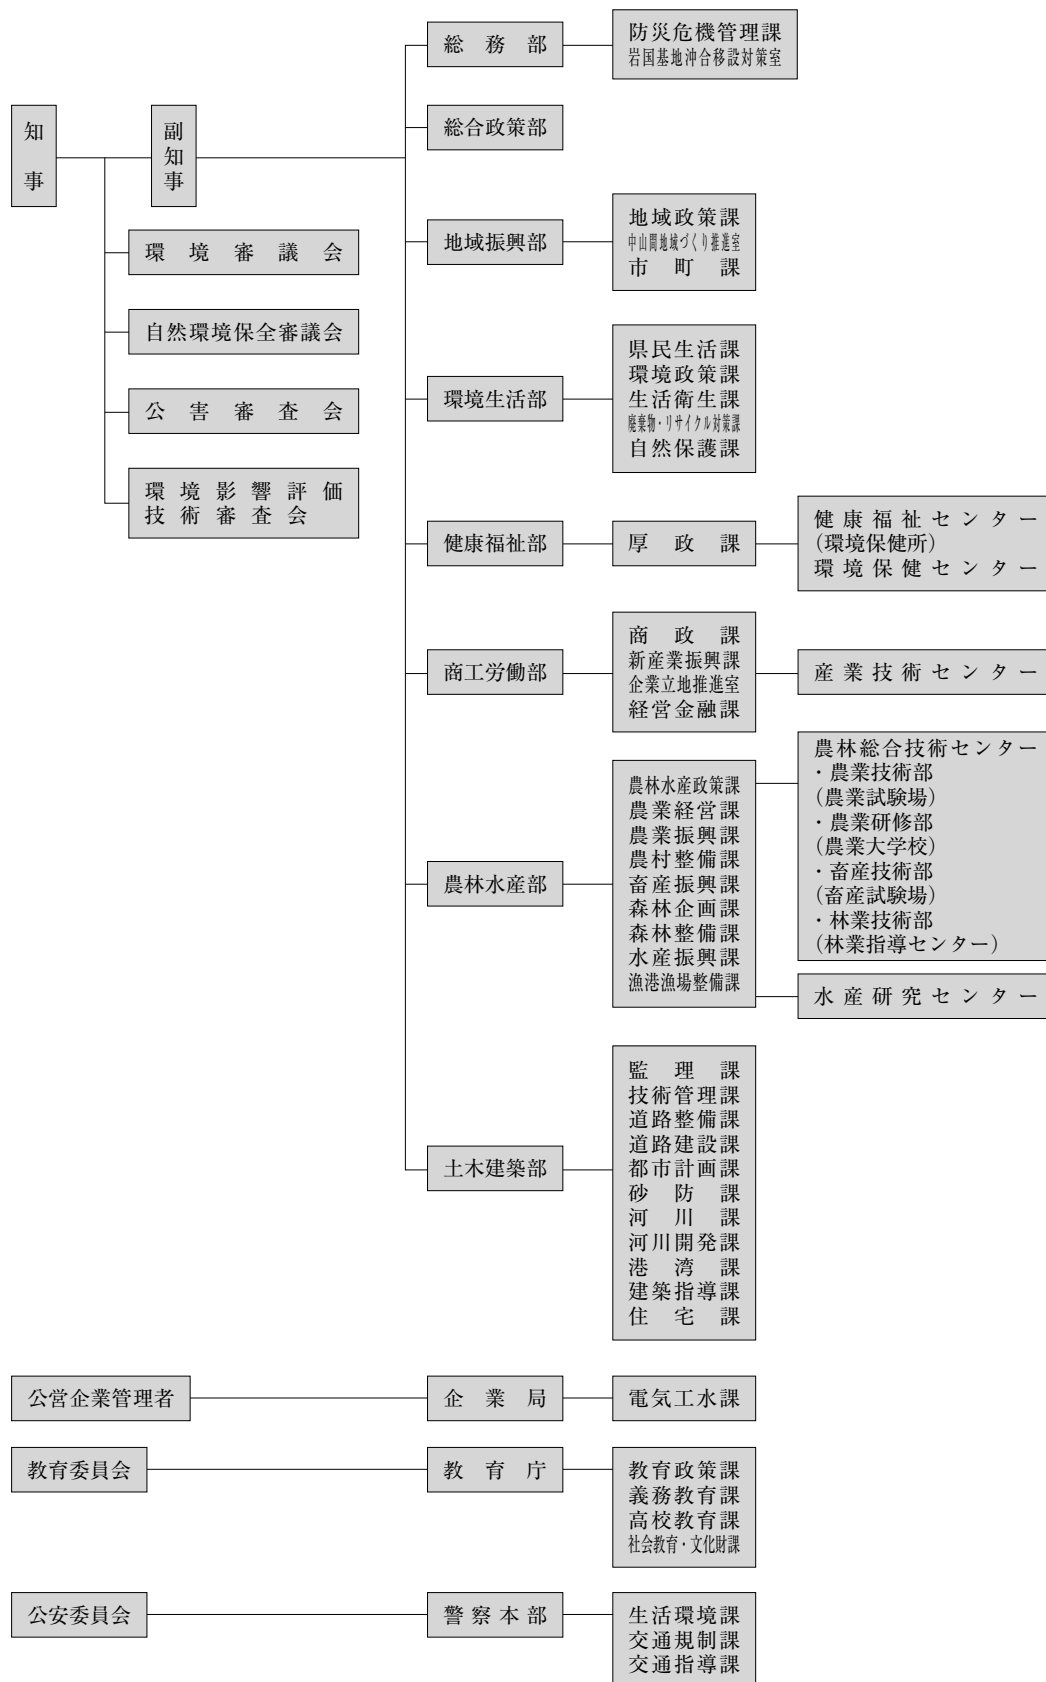 知事
副知事
環境審議会
自然環境保全審議会
公害審査会
環境影響評価
技術審査会
総務部
防災危機管理課
岩国基地沖合移設対策室
総合政策部
地域振興部
地域政策課
中山間地域づくり推進室
市町課
環境生活部
県民生活課
環境政策課
生活衛生課
廃棄物・リサイクル対策課
自然保護課
健康福祉部
厚政課
健康福祉センター
(環境保健所)
環境保健センター
商工労働部
商政課
新産業振興課
企業立地推進室
経営金融課
産業技術センター
農林水産部
農林水産政策課
農業経営課
農業振興課
農村整備課
畜産振興課
森林企画課
森林整備課
水産振興課
漁港漁場整備課
農林総合技術センター
・農業技術部
(農業試験場)
・農業研修部
(農業大学校)
・畜産技術部
(畜産試験場)
・林業技術部
(林業指導センター)
水産研究センター
土木建築部
監理課
技術管理課
道路整備課
道路建設課
都市計画課
砂防課
河川課
河川開発課
港湾課
建築指導課
住宅課
公営企業管理者
企業局
電気工水課
教育委員会
教育庁
教育政策課
義務教育課
高校教育課
社会教育・文化財課
公安委員会
警察本部
生活環境課
交通規制課
交通指導課